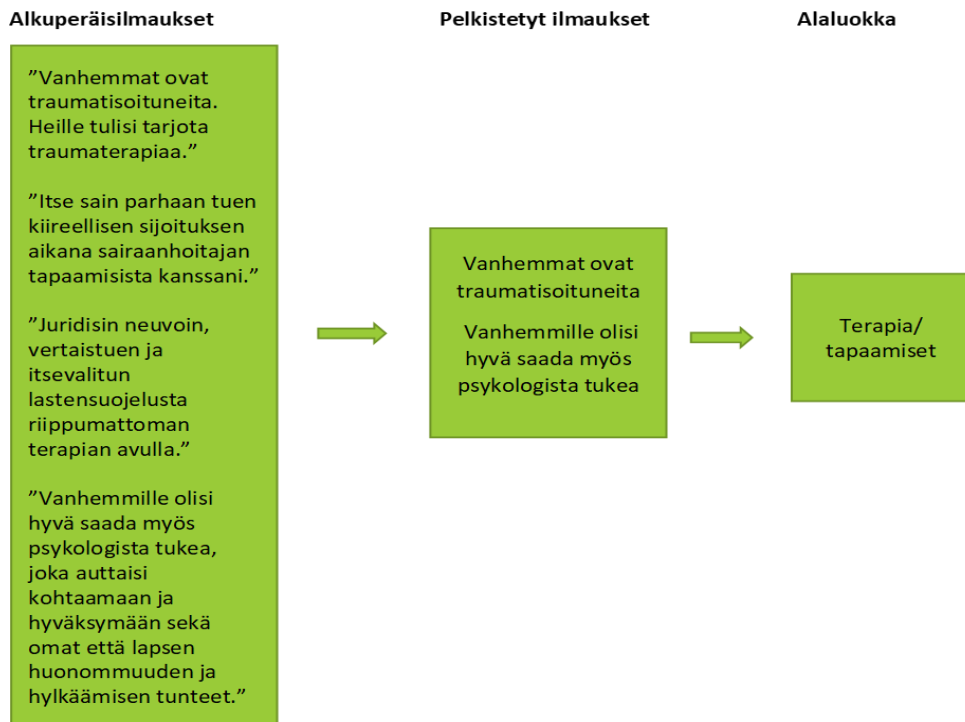 Alkuperäisilmaukset
Pelkistetyt ilmaukset
Alaluokka
”Vanhemmat ovat
traumatisoituneita.
Heille tulisi tarjota
traumaterapiaa.”
”Itse sain parhaan tuen
kiireellisen sijoituksen
aikana sairaanhoitajan
tapaamisista kanssani.”
”Juridisin neuvoin,
vertaistuen ja
itsevalitun
lastensuojelusta
riippumattoman
terapian avulla.”
”Vanhemmille olisi
hyvä saada myös
psykologista tukea,
joka auttaisi
kohtaamaan ja
hyväksymään sekä
omat että lapsen
huonommuuden ja
hylkäämisen tunteet.”
Vanhemmat ovat
traumatisoituneita
Vanhemmille olisi
hyvä saada myös
psykologista tukea
Terapia/
tapaamiset